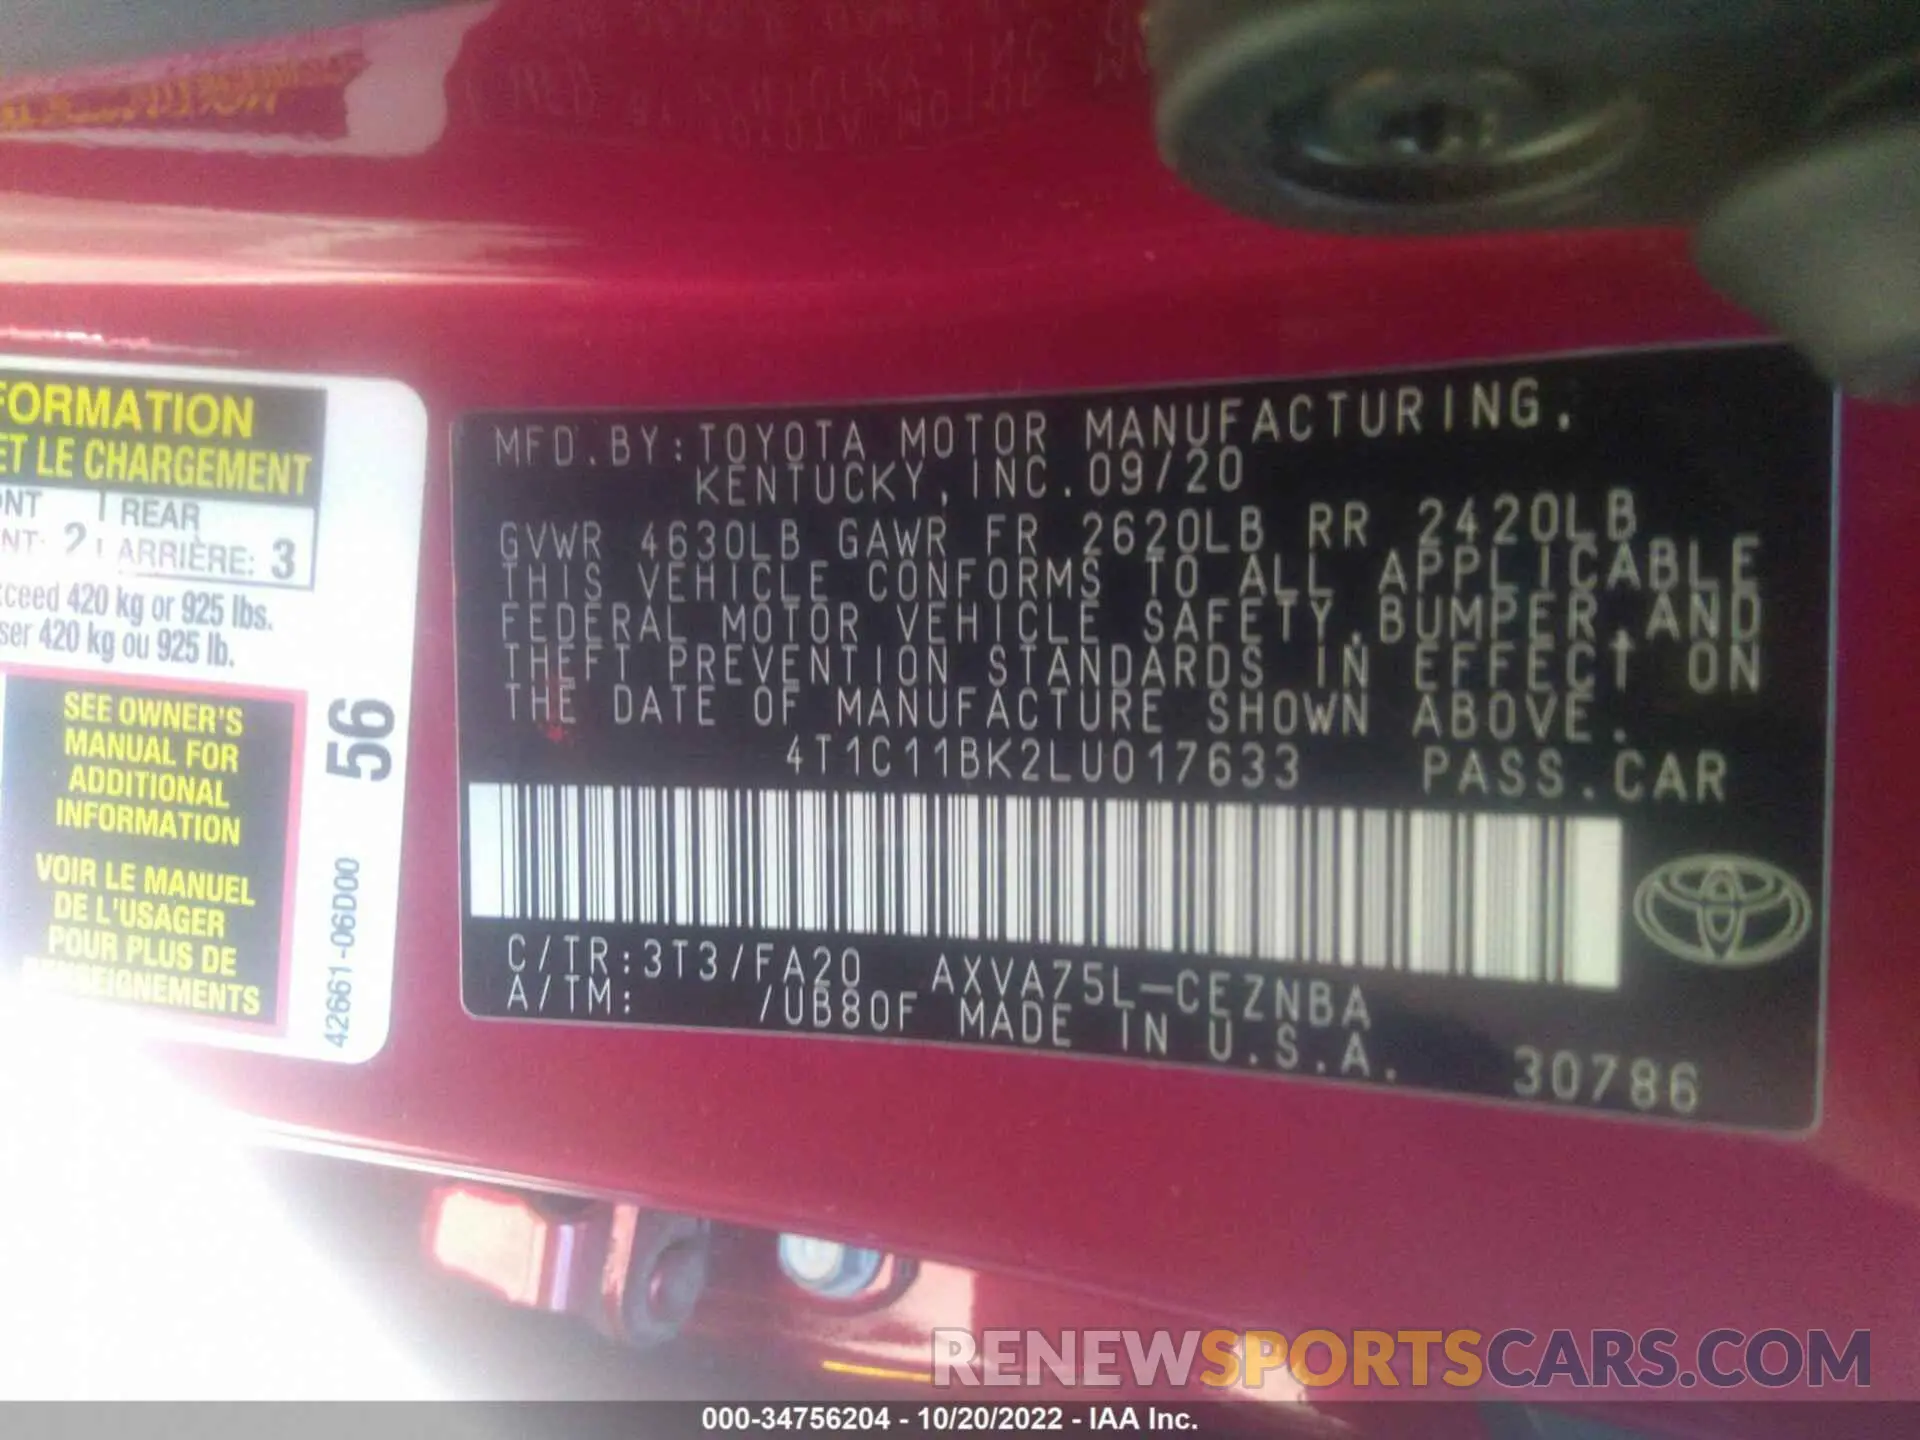 FORMATION
ET LE CHARGEMENT
REAR
2 ARRIÈRE: 3
420 kg or 925 lbs.
420 kg ou 925 lb.
SEE OWNER'S
MANUAL FOR
ADDITIONAL
INFORMATION
VOIR LE MANUEL
DE L'USAGER
POUR PLUS DE
RENSEIGNEMENTS
56
42661-06D00
MFD.BY:TOYOTA MOTOR MANUFACTURING,
KENTUCKY,INC.09/20
GVWR 4630LB GAWR FR 2620LB RR 2420LB
THIS VEHICLE CONFORMS TO ALL APPLICABLE
FEDERAL MOTOR VEHICLE SAFETY,BUMPER,AND
THEFT PREVENTION STANDARDS IN EFFECT ON
THE DATE OF MANUFACTURE SHOWN ABOVE.
4T1C11BK2LU017633 PASS.CAR
C/TR:3T3/FA20 AXVA75L-CEZNBA
A/TM: /UB80F MADE IN U.S.A. 30786
RENEWSPORTSCARS.COM
000-34756204 - 10/20/2022 - IAA Inc.